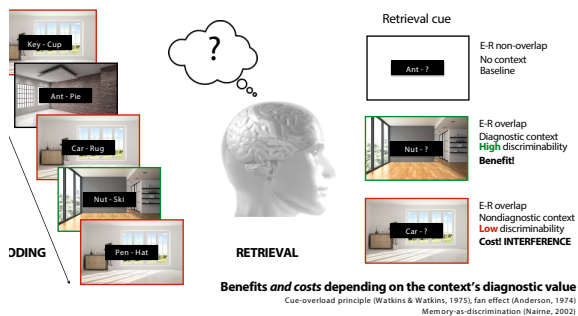 Retrieval cue
Key - Cup
?
E-R non-overlap
No context
Baseline
Ant - ?
Ant - Pie
Car - Rug
E-R overlap
Diagnostic context
High discriminability
Benefit!
Nut - ?
Nut - Ski
E-R overlap
Nondiagnostic context
Low discriminability
Cost! INTERFERENCE
Car - ?
Pen - Hat
ODING
RETRIEVAL
Benefits and costs depending on the context's diagnostic value
Cue-overload principle (Watkins & Watkins, 1975), fan effect (Anderson, 1974)
Memory-as-discrimination (Nairne, 2002)